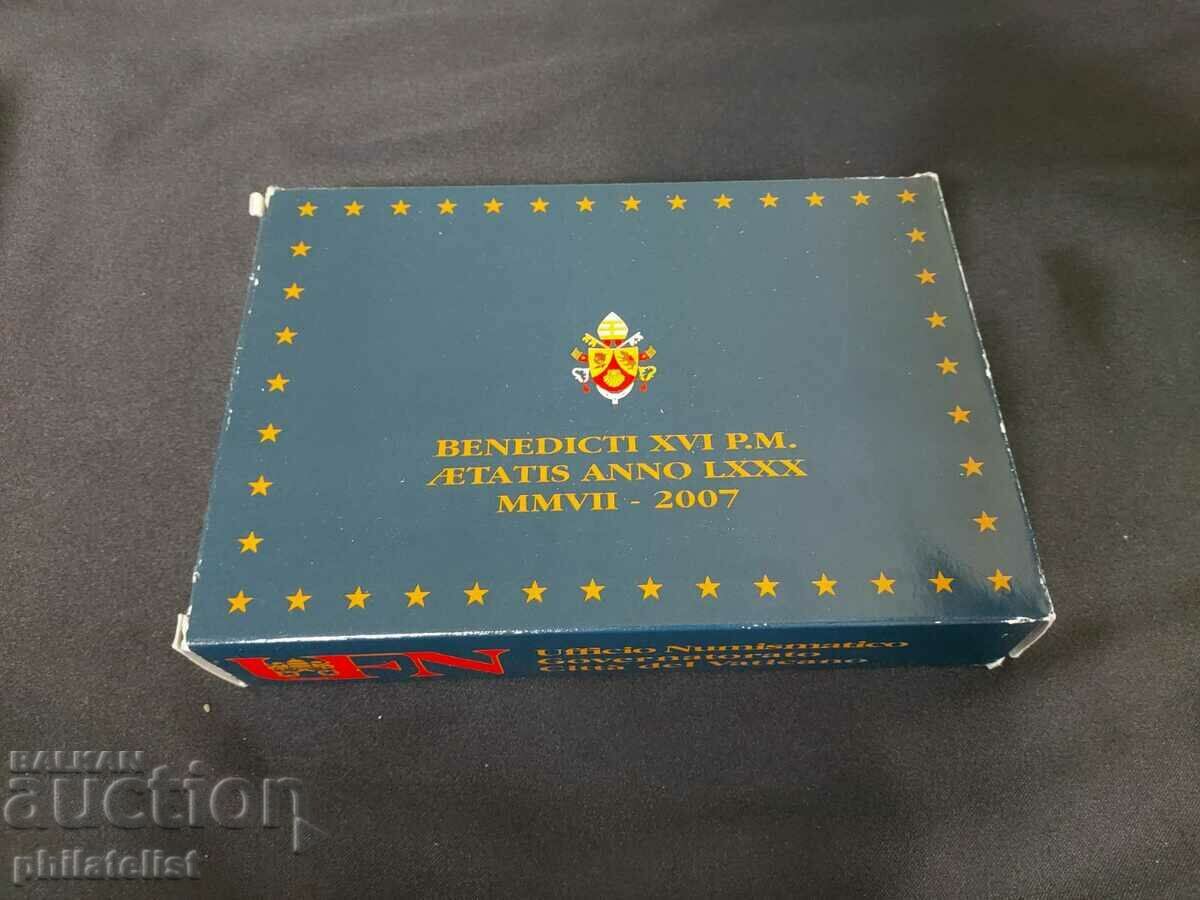 BENEDICTI XVI P.M.
ÆTATIS ANNO LXXX
MMVII - 2007
UFN
Ufficio Numismatico
Governatorato
Città del Vaticano
BALKAN
auction
philatelist